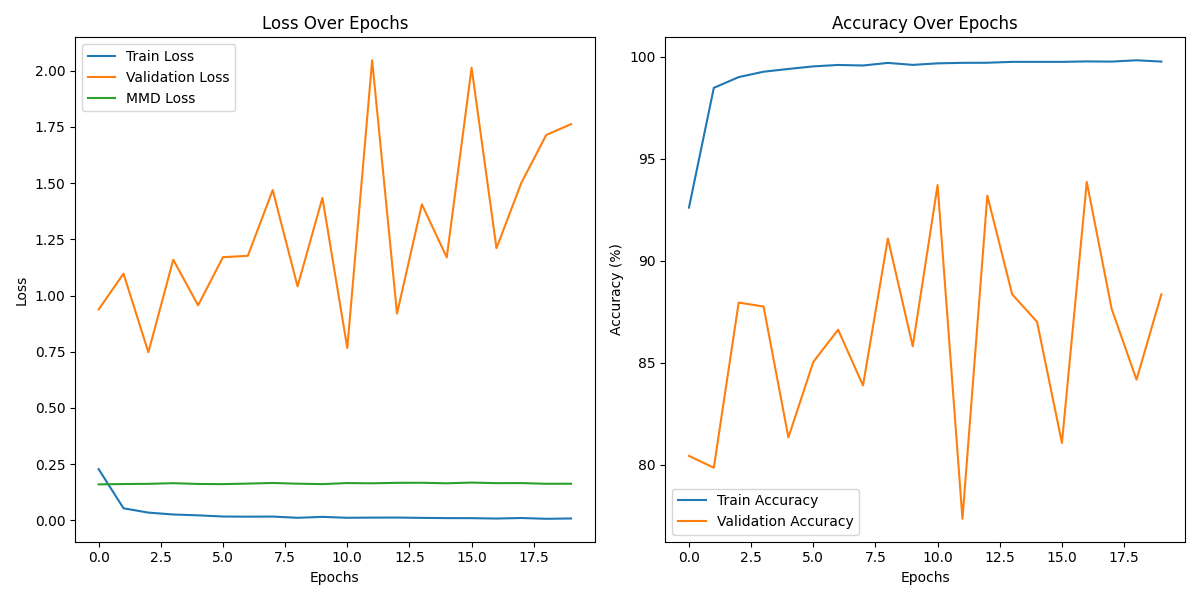 Loss Over Epochs
Train Loss
Validation Loss
MMD Loss
2.00
1.75
1.50
1.25
1.00
0.75
0.50
0.25
0.00
Loss
0.0 2.5 5.0 7.5 10.0 12.5 15.0 17.5
Epochs
Accuracy Over Epochs
100
95
90
85
80
Accuracy (%)
Train Accuracy
Validation Accuracy
0.0 2.5 5.0 7.5 10.0 12.5 15.0 17.5
Epochs